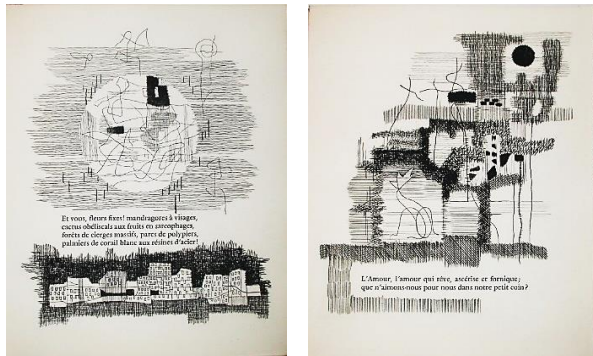 Et vous, fleurs fixes! mandragores à visages,
cactus obéliscals aux fruits en sarcophages,
forêts de cierges massifs, parcs de polypiers,
palmiers de corail blanc aux résines d'acier!
L'Amour, l'amour qui rêve, ascétise et fornique;
que n'aimons-nous pour nous dans notre petit coin?